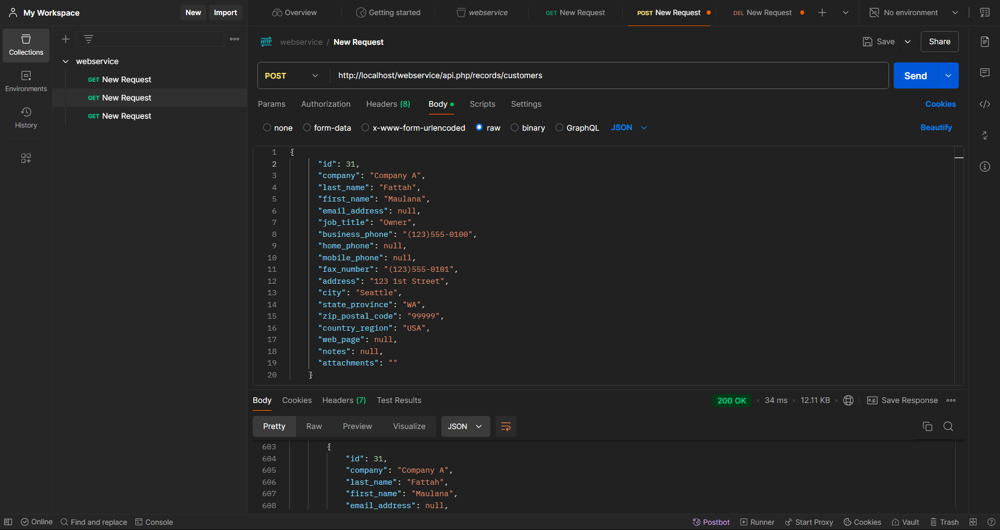 My Workspace
New
Import
Overview
Getting started
webservice
GET New Request
POST New Request
DEL New Request
No environment
Collections
Environments
History
webservice
GET New Request
GET New Request
GET New Request
HTTP
webservice / New Request
Save
Share
POST
http://localhost/webservice/api.php/records/customers
Send
Params
Authorization
Headers (8)
Body
Scripts
Settings
Cookies
none
form-data
x-www-form-urlencoded
raw
binary
GraphQL
JSON
Beautify
1 {
2 "id": 31,
3 "company": "Company A",
4 "last_name": "Fattah",
5 "first_name": "Maulana",
6 "email_address": null,
7 "job_title": "Owner",
8 "business_phone": "(123)555-0100",
9 "home_phone": null,
10 "mobile_phone": null,
11 "fax_number": "(123)555-0101",
12 "address": "123 1st Street",
13 "city": "Seattle",
14 "state_province": "WA",
15 "zip_postal_code": "99999",
16 "country_region": "USA",
17 "web_page": null,
18 "notes": null,
19 "attachments": ""
20 }
Body
Cookies
Headers (7)
Test Results
200 OK
34 ms
12.11 KB
e.g.
Save Response
Pretty
Raw
Preview
Visualize
JSON
603 {
604 "id": 31,
605 "company": "Company A",
606 "last_name": "Fattah",
607 "first_name": "Maulana",
608 "email_address": null,
Online
Find and replace
Console
Postbot
Runner
Start Proxy
Cookies
Vault
Trash